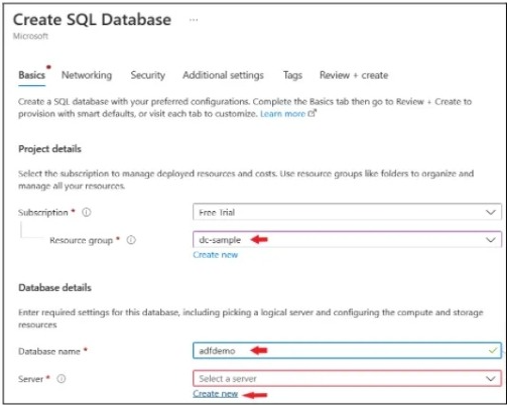 Create SQL Database ...
Microsoft
Basics * Networking Security Additional settings Tags Review + create
Create a SQL database with your preferred configurations. Complete the Basics tab then go to Review + Create to
provision with smart defaults, or visit each tab to customize. Learn more
Project details
Select the subscription to manage deployed resources and costs. Use resource groups like folders to organize and
manage all your resources.
Subscription * Free Trial
Resource group * dc-sample
Create new
Database details
Enter required settings for this database, including picking a logical server and configuring the compute and storage
resources
Database name * adfdemo
Server * Select a server
Create new